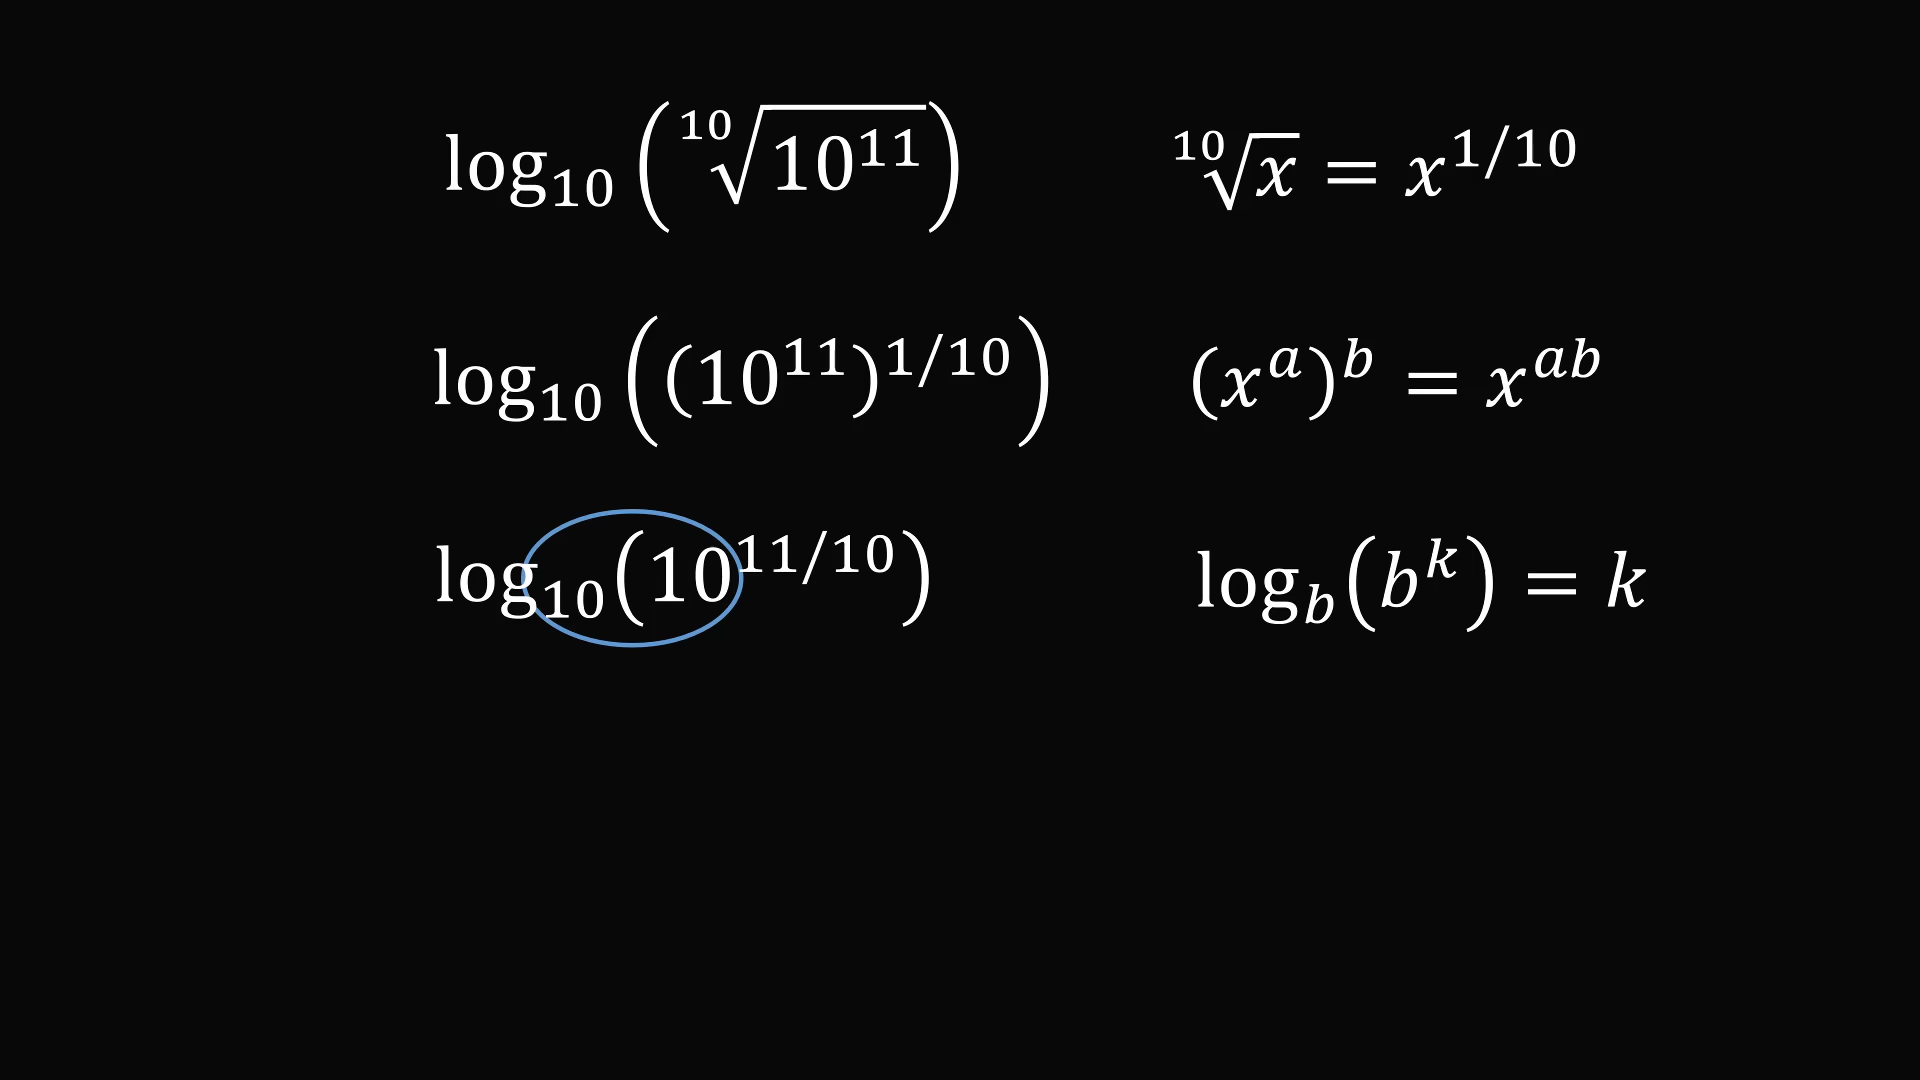 log₁₀(¹⁰√10¹¹) ¹⁰√x = x^{1/10}
log₁₀((10¹¹)^{1/10}) (x^a)^b = x^{ab}
log₁₀(10^{11/10}) log_b(b^k) = k